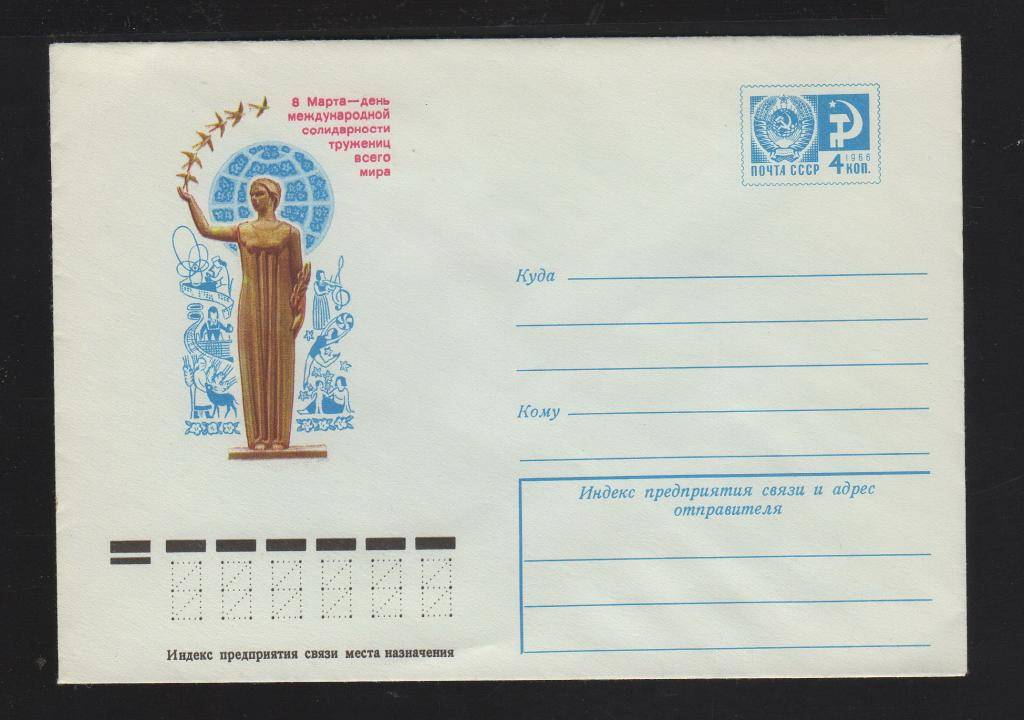 8 Марта—день
международной
солидарности
тружениц
всего
мира
1966
ПОЧТА СССР 4 КОП.
Куда
Кому
Индекс предприятия связи и адрес
отправителя
Индекс предприятия связи места назначения